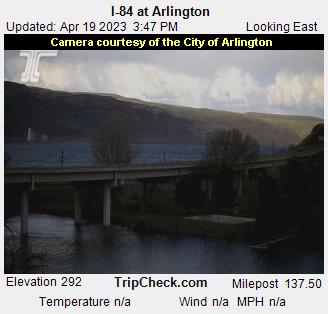 I-84 at Arlington
Updated: Apr 19 2023 3:47 PM Looking East
Camera courtesy of the City of Arlington
Elevation 292 TripCheck.com Milepost 137.50
Temperature n/a Wind n/a MPH n/a